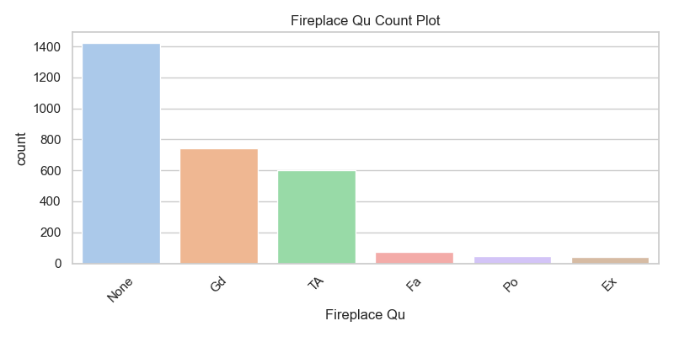 Fireplace Qu Count Plot
count
1400
1200
1000
800
600
400
200
0
None
Gd
TA
Fa
Po
Ex
Fireplace Qu